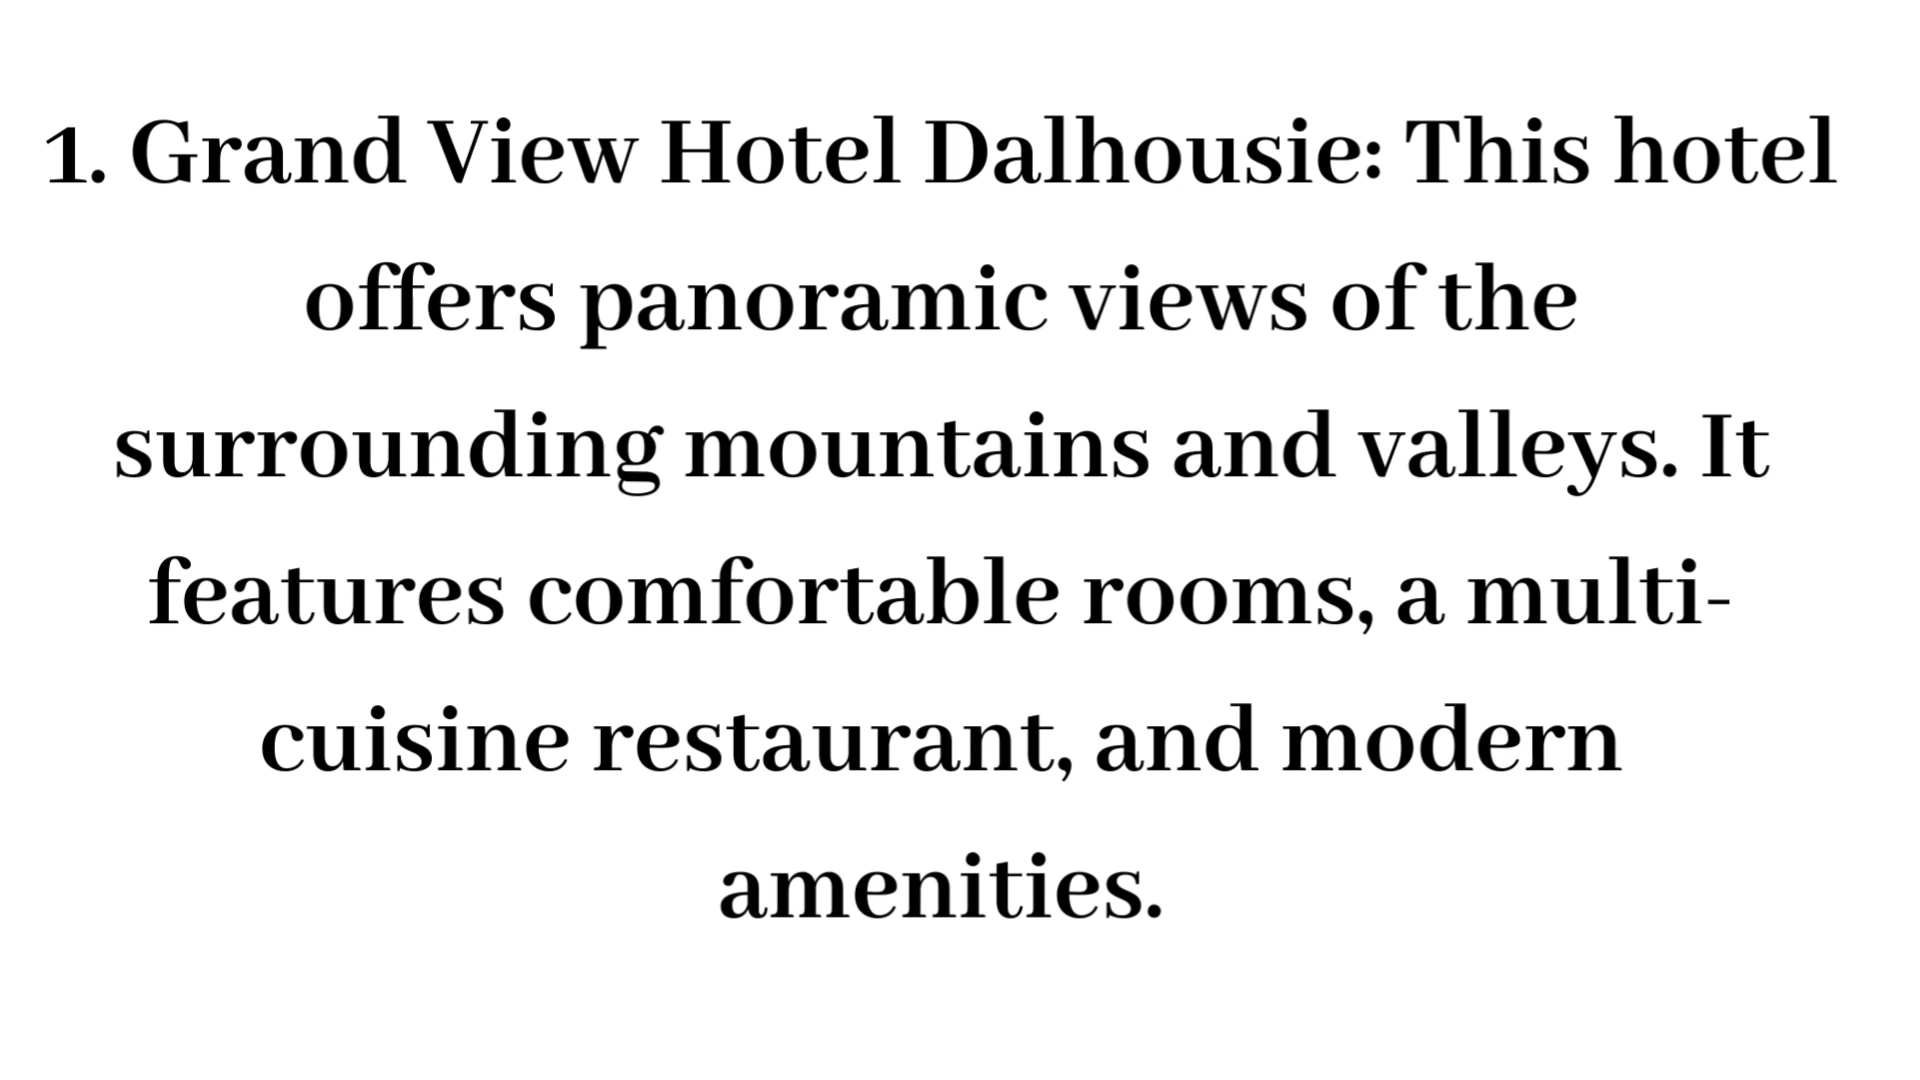 1. Grand View Hotel Dalhousie: This hotel
offers panoramic views of the
surrounding mountains and valleys. It
features comfortable rooms, a multi-
cuisine restaurant, and modern
amenities.